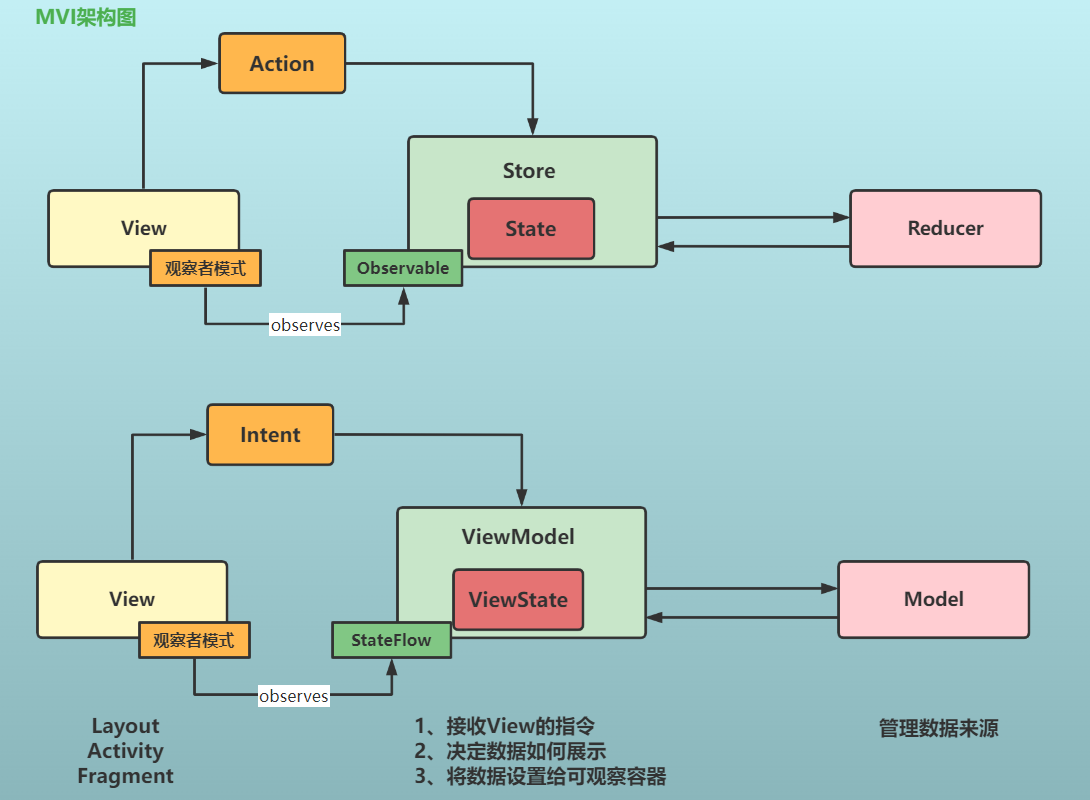 MVI架构图
Action
Store
State
View
观察者模式
Observable
Reducer
observes
Intent
ViewModel
ViewState
View
观察者模式
StateFlow
Model
observes
Layout
Activity
Fragment
1、接收View的指令
2、决定数据如何展示
3、将数据设置给可观察容器
管理数据来源